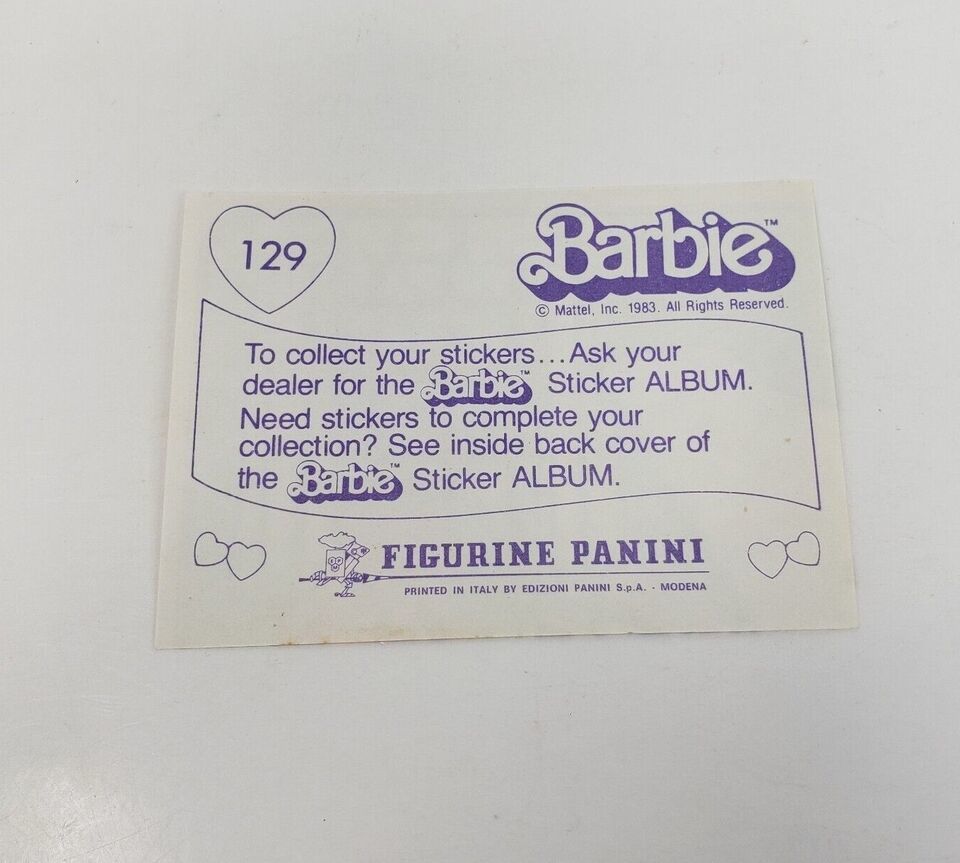 129
Barbie™
© Mattel, Inc. 1983. All Rights Reserved.
To collect your stickers...Ask your
dealer for the Barbie™ Sticker ALBUM.
Need stickers to complete your
collection? See inside back cover of
the Barbie™ Sticker ALBUM.
FIGURINE PANINI
PRINTED IN ITALY BY EDIZIONI PANINI S.p.A. - MODENA